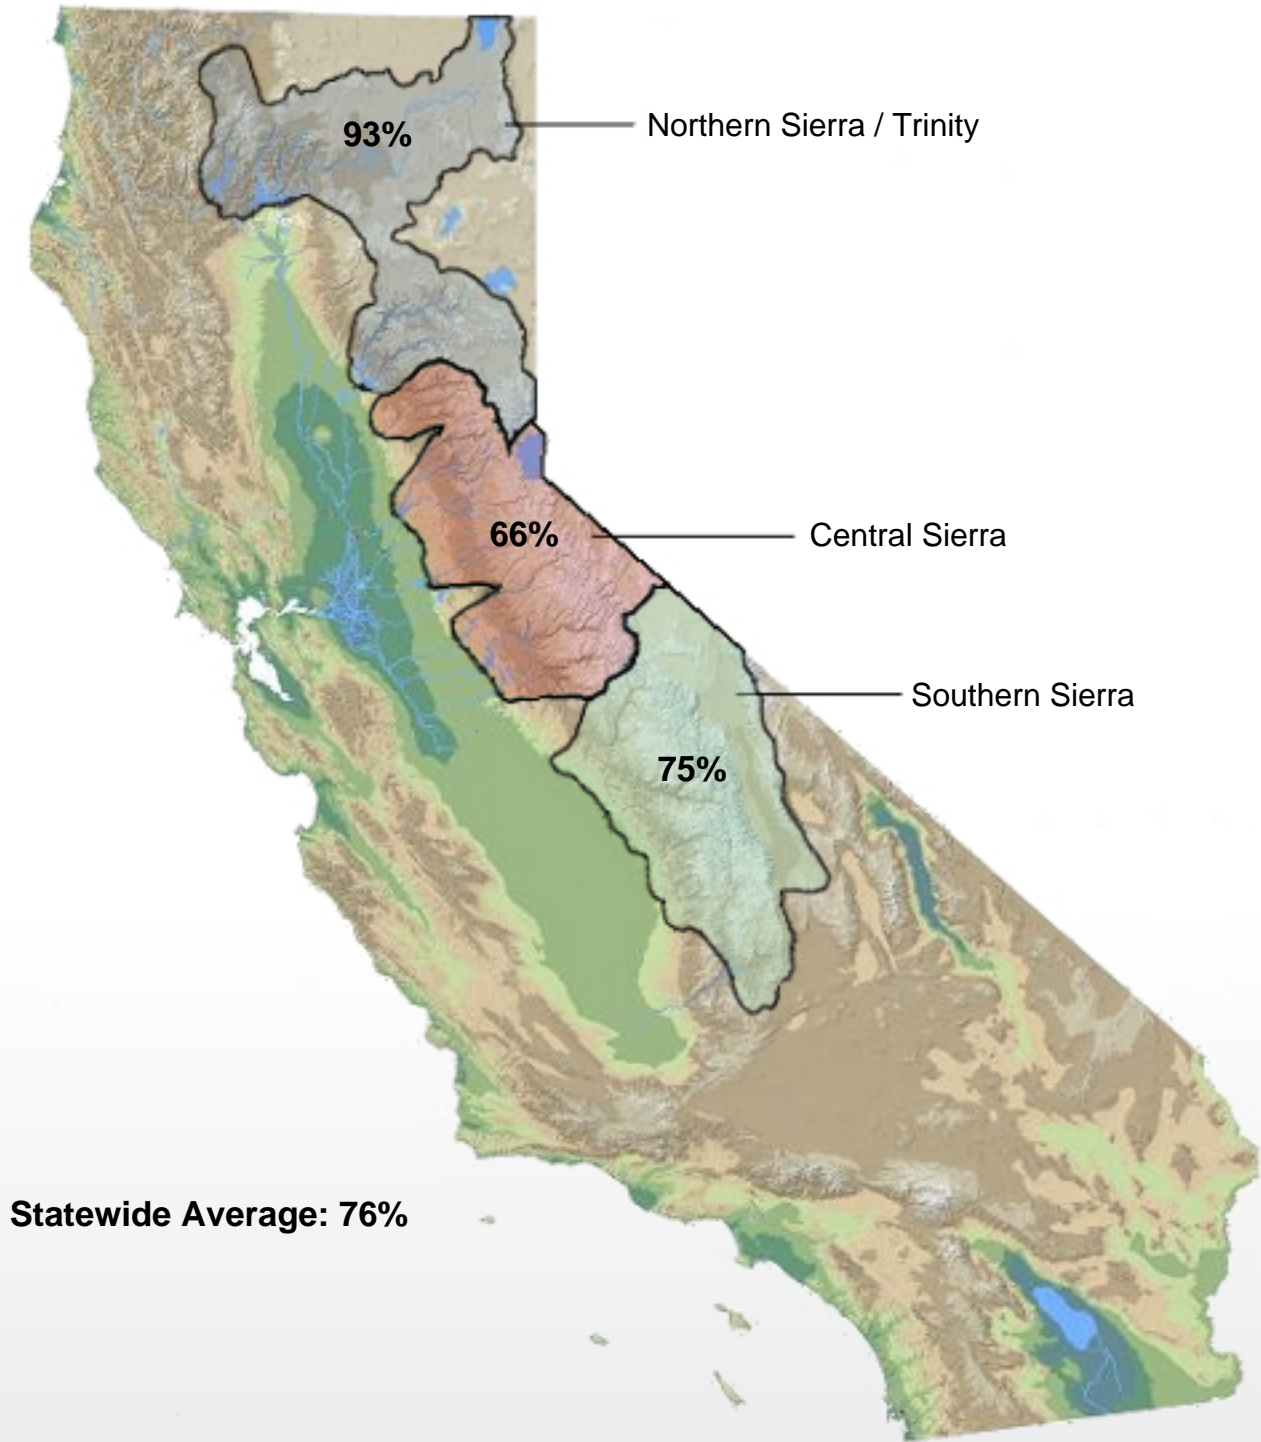 93%
Northern Sierra / Trinity
66%
Central Sierra
Southern Sierra
75%
Statewide Average: 76%